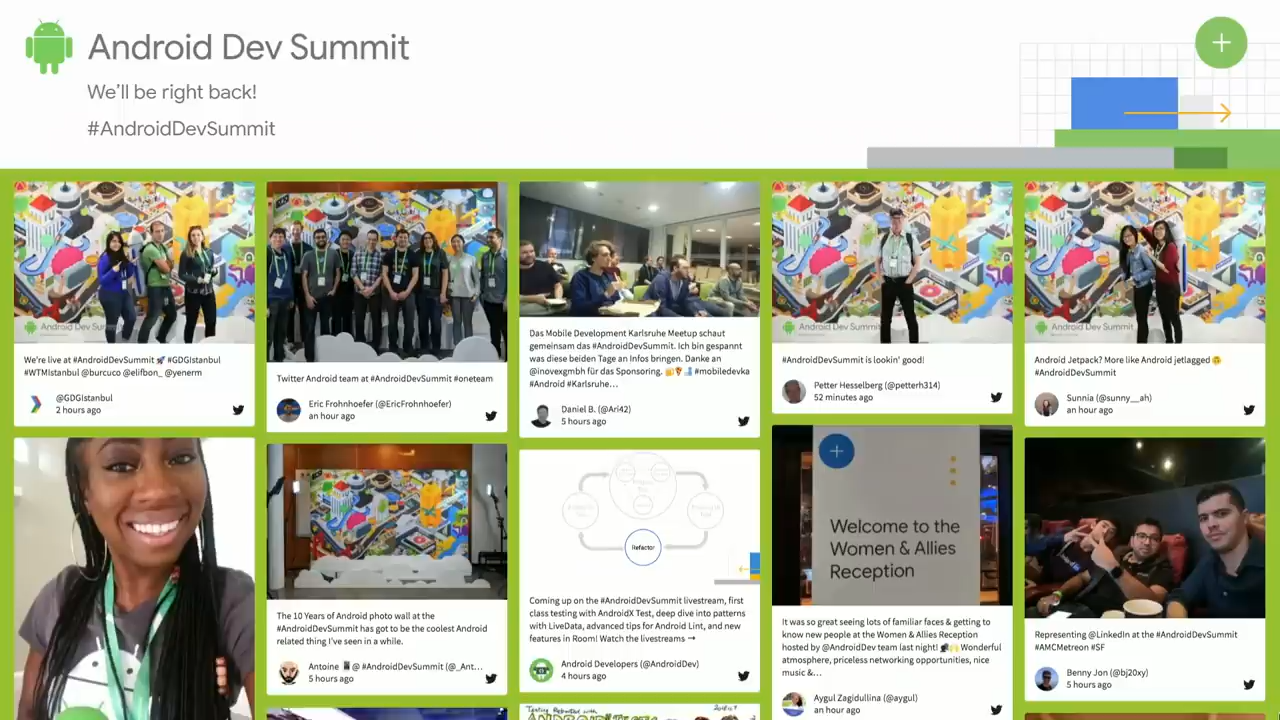 Android Dev Summit
We'll be right back!
#AndroidDevSummit
Android Dev Summit
We're live at #AndroidDevSummit 🚀 #GDGIstanbul
#WTMIstanbul @burcuco @elifbon_ @yenerm
@GDGIstanbul
2 hours ago
Twitter Android team at #AndroidDevSummit #oneteam
Eric Frohnhoefer (@EricFrohnhoefer)
an hour ago
Das Mobile Development Karlsruhe Meetup schaut
gemeinsam das #AndroidDevSummit. Ich bin gespannt
was diese beiden Tage an Infos bringen. Danke an
@inovexgmbh für das Sponsoring. 🍻🍕 #mobiledevka
#Android #Karlsruhe…
Daniel B. (@Ari42)
5 hours ago
Android Dev Summit
#AndroidDevSummit is lookin' good!
Petter Hesselberg (@petterh314)
52 minutes ago
Android Dev Summit
Android Jetpack? More like Android jetlagged
#AndroidDevSummit
Sunnia (@sunny__ah)
an hour ago
The 10 Years of Android photo wall at the
#AndroidDevSummit has got to be the coolest Android
related thing I've seen in a while.
Antoine 📱@ #AndroidDevSummit (@_Ant…
5 hours ago
Refactor
Coming up on the #AndroidDevSummit livestream, first
class testing with AndroidX Test, deep dive into patterns
with LiveData, advanced tips for Android Lint, and new
features in Room! Watch the livestreams →
Android Developers (@AndroidDev)
4 hours ago
Welcome to the
Women & Allies
Reception
It was so great seeing lots of familiar faces & getting to
know new people at the Women & Allies Reception
hosted by @AndroidDev team last night! 🙌 Wonderful
atmosphere, priceless networking opportunities, nice
music &…
Aygul Zagidullina (@aygul)
an hour ago
Representing @LinkedIn at the #AndroidDevSummit
#AMCMetreon #SF
Benny Jon (@bj20xy)
5 hours ago